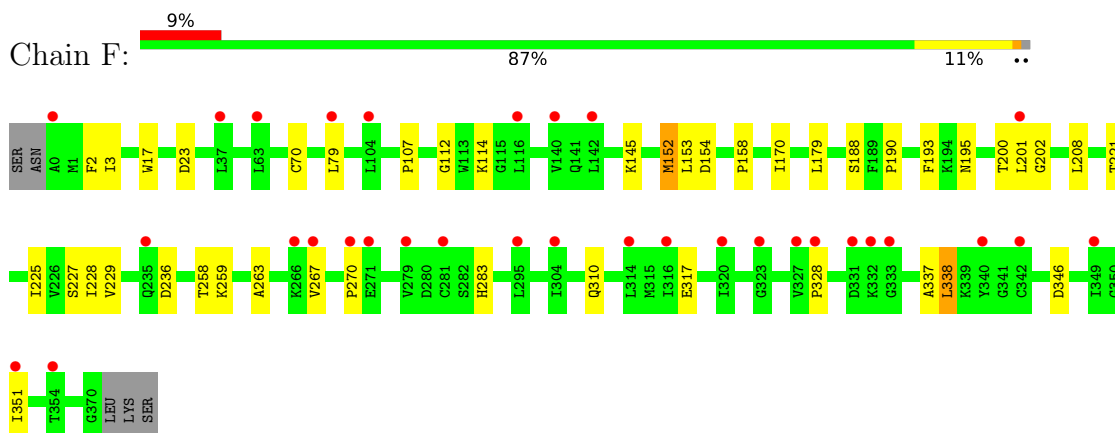 9%
Chain F:
87%
11%
••
SER ASN A0 M1 F2 I3 W17 D23 L37 L63 C70 L79 L104 P107 G112 W113 K114 G115 L116 V140 Q141 L142 K145 M152 L153 D154 P158 I170 L179 S188 F189 P190 F193 K194 N195 T200 L201 G202 L208 T221
I225 V226 S227 I228 V229 Q235 D236 T258 K259 A263 K266 V267 P270 E271 V279 D280 C281 S282 H283 L295 I304 Q310 L314 M315 I316 E317 I320 G323 V327 P328 D331 K332 G333 A337 L338 K339 Y340 G341 C342 D346 I349 G350
I351 T354 G370 LEU LYS SER